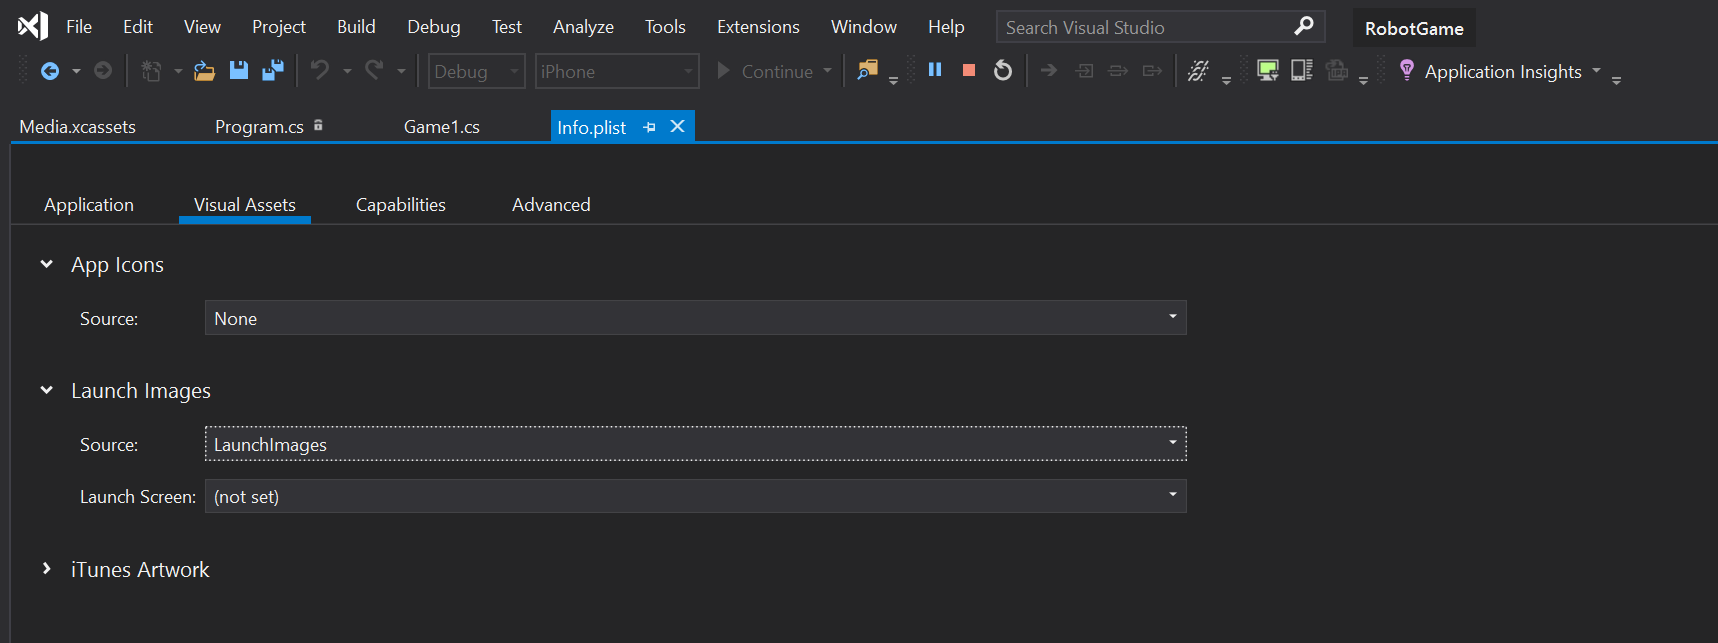 File Edit View Project Build Debug Test Analyze Tools Extensions Window Help Search Visual Studio RobotGame
Debug iPhone Continue Application Insights
Media.xcassets Program.cs Game1.cs Info.plist
Application Visual Assets Capabilities Advanced
App Icons
Source: None
Launch Images
Source: LaunchImages
Launch Screen: (not set)
iTunes Artwork